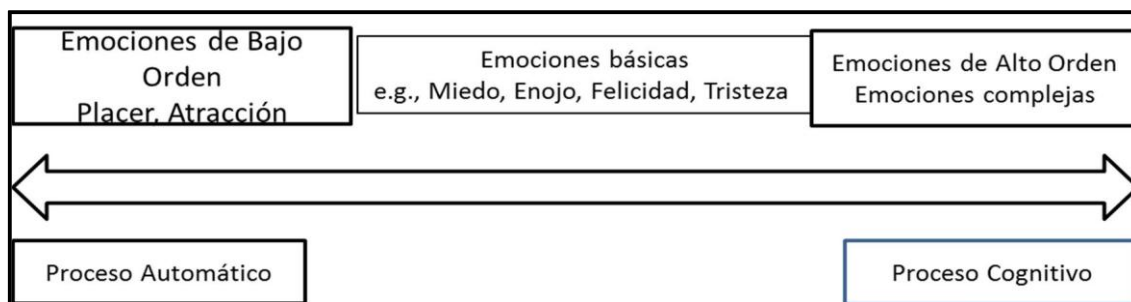 Emociones de Bajo
Orden
Placer, Atracción
Emociones básicas
e.g., Miedo, Enojo, Felicidad, Tristeza
Emociones de Alto Orden
Emociones complejas
Proceso Automático
Proceso Cognitivo